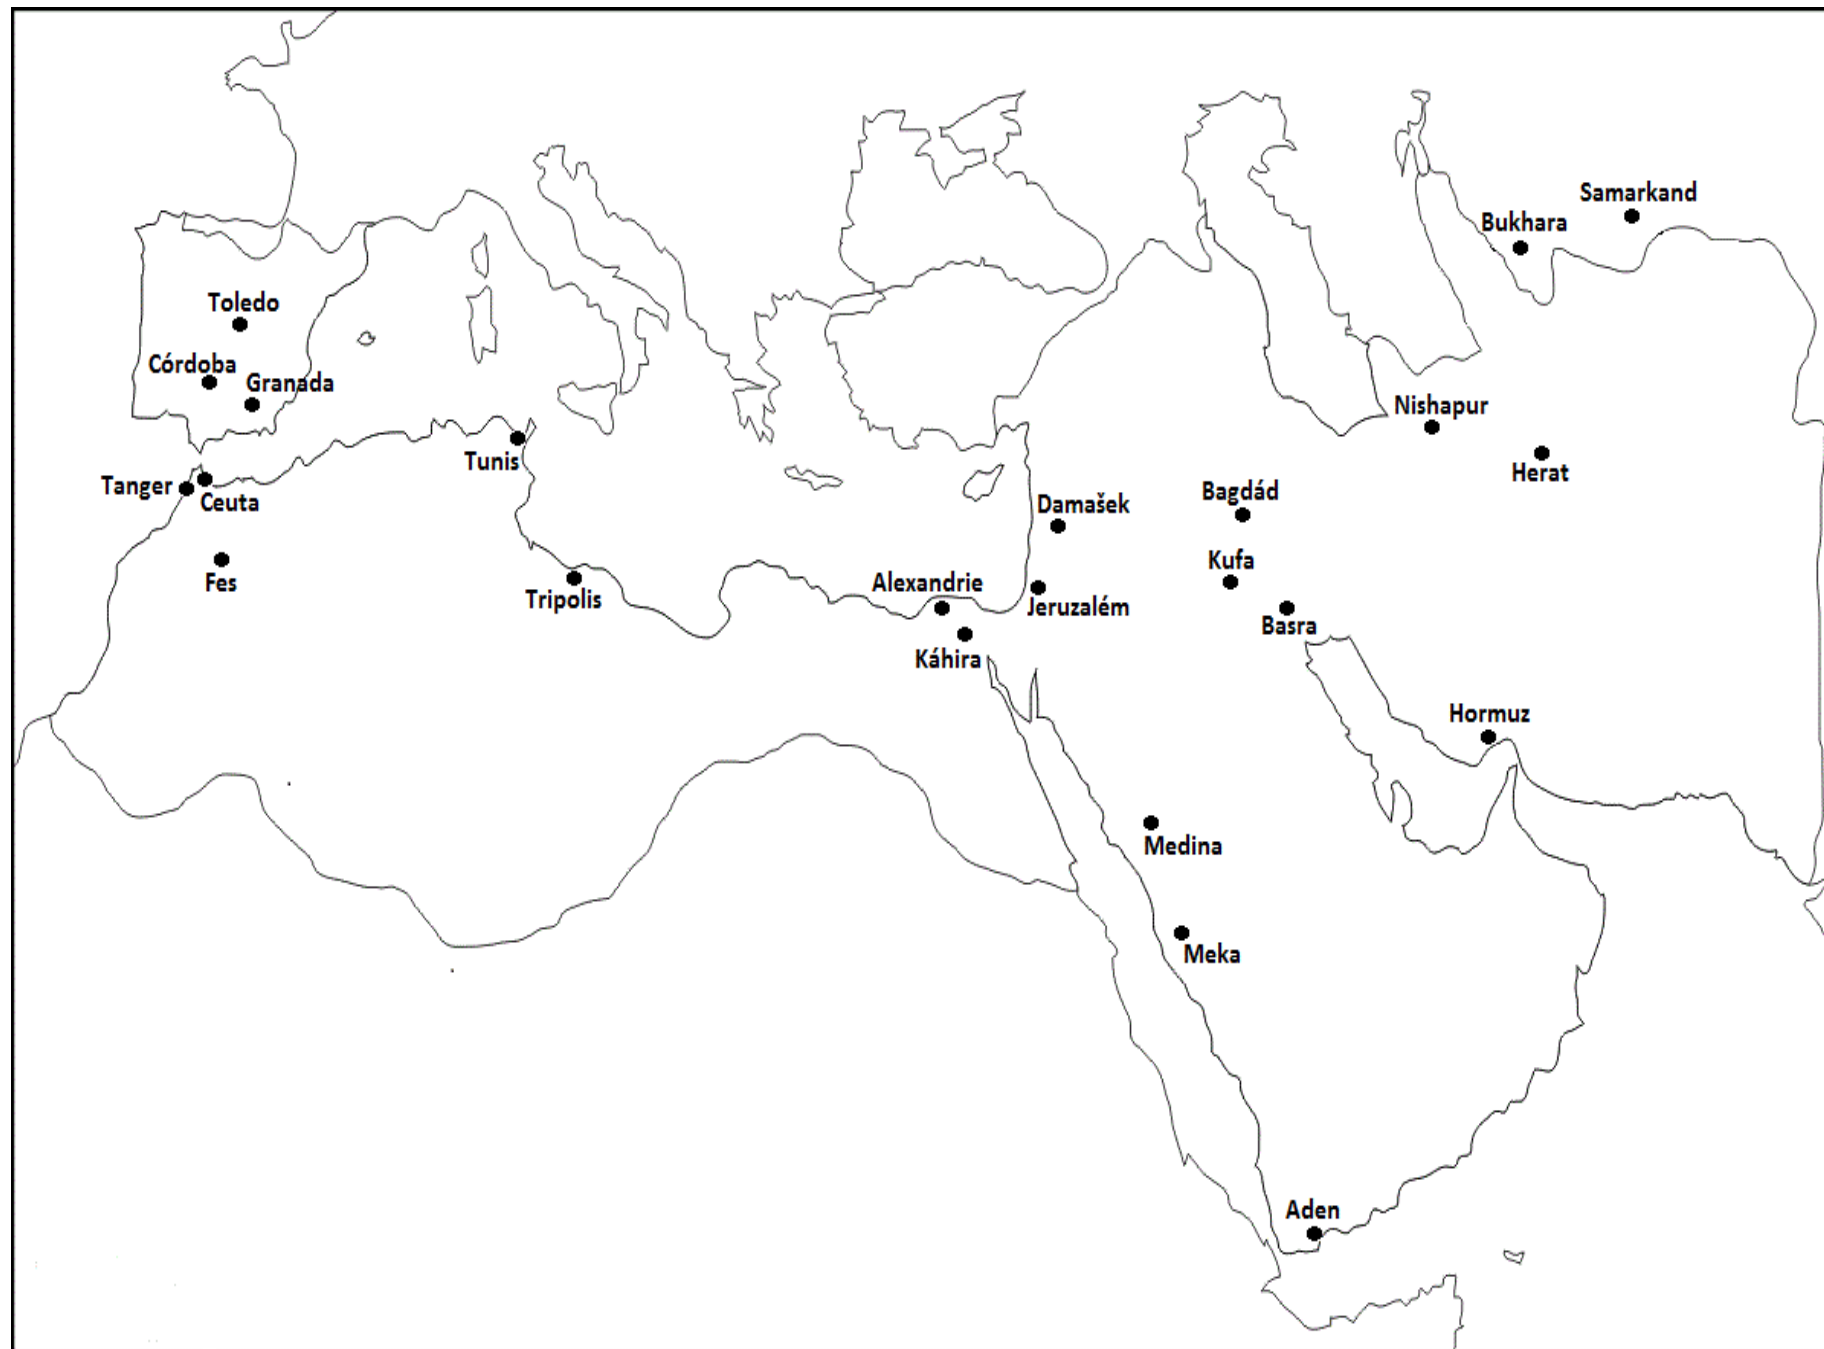 Samarkand
Bukhara
Toledo
Córdoba
Granada
Nishapur
Tunis
Herat
Tanger
Ceuta
Damašek
Bagdád
Kufa
Fes
Alexandrie
Tripolis
Jeruzalém
Basra
Káhira
Hormuz
Medina
Meka
Aden